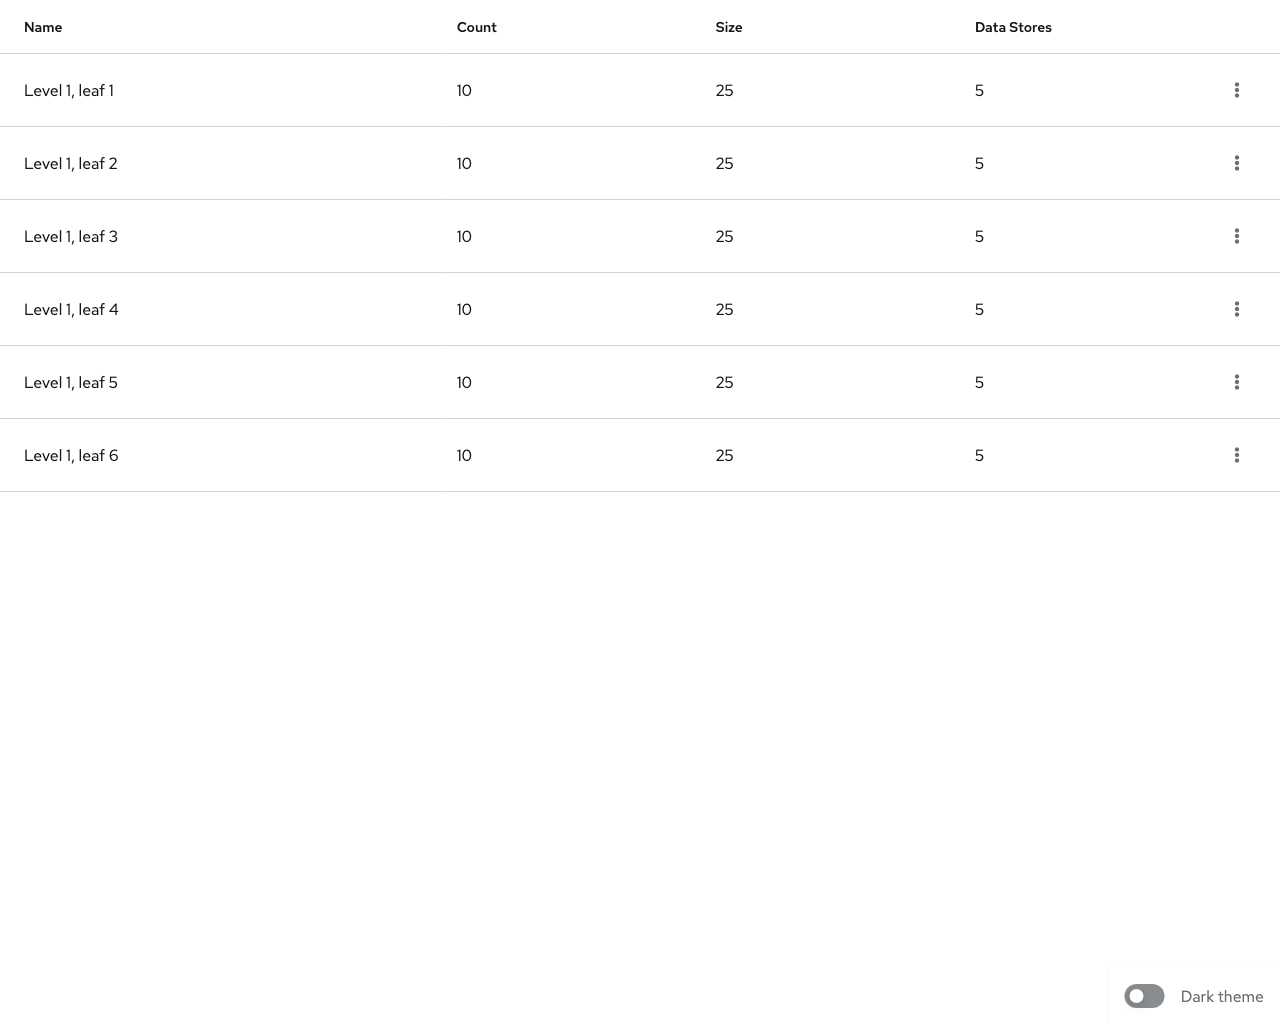 Name Count Size Data Stores
Level 1, leaf 1 10 25 5
Level 1, leaf 2 10 25 5
Level 1, leaf 3 10 25 5
Level 1, leaf 4 10 25 5
Level 1, leaf 5 10 25 5
Level 1, leaf 6 10 25 5
Dark theme